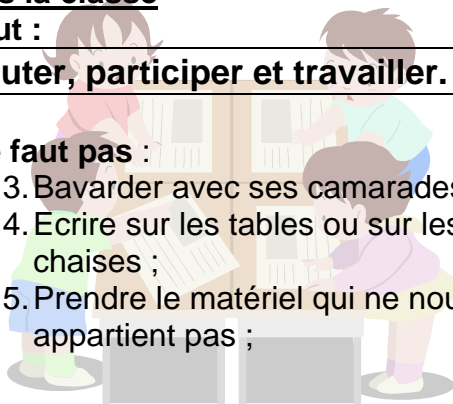 la classe
ut :
uter, participer et travailler.
faut pas :
3. Bavarder avec ses camarades
4. Ecrire sur les tables ou sur les
chaises ;
5. Prendre le matériel qui ne nou
appartient pas ;